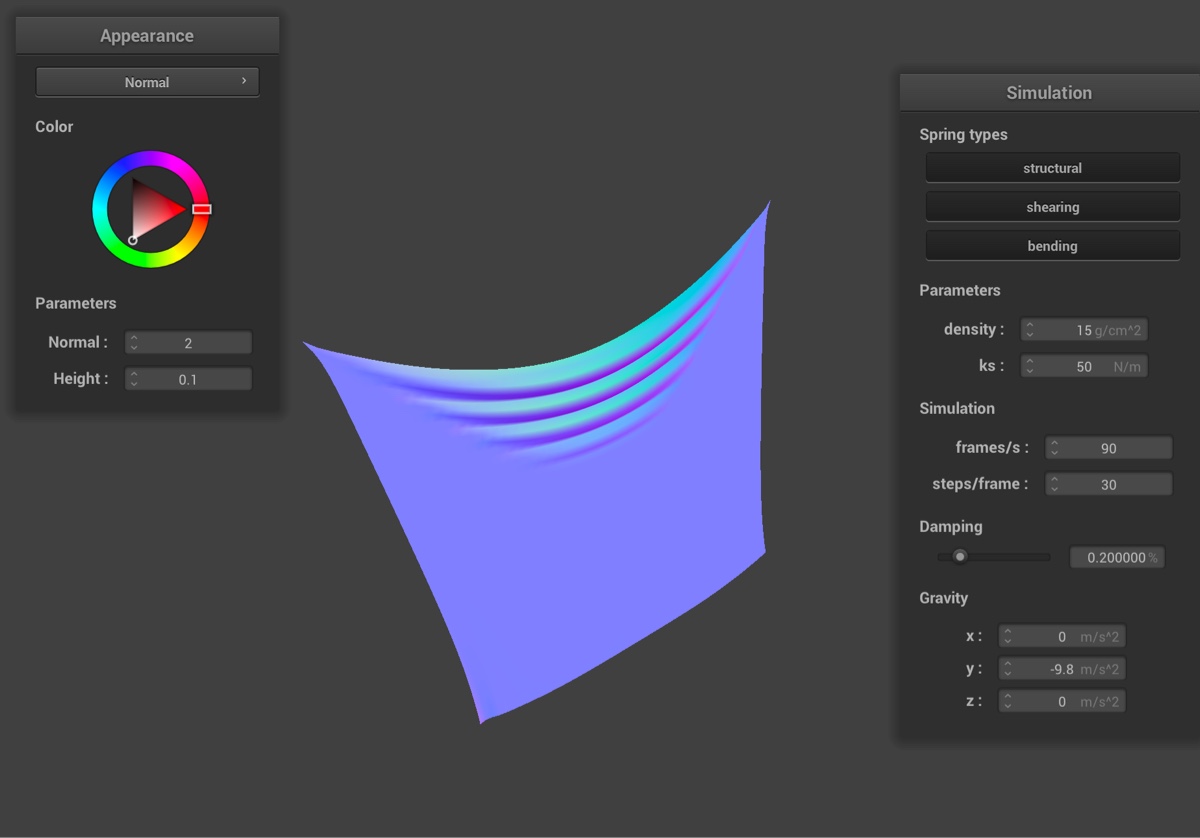 Appearance
Normal
Color
Parameters
Normal : 2
Height : 0.1
Simulation
Spring types
structural
shearing
bending
Parameters
density : 15 g/cm^2
ks : 50 N/m
Simulation
frames/s : 90
steps/frame : 30
Damping
0.200000 %
Gravity
x : 0 m/s^2
y : -9.8 m/s^2
z : 0 m/s^2